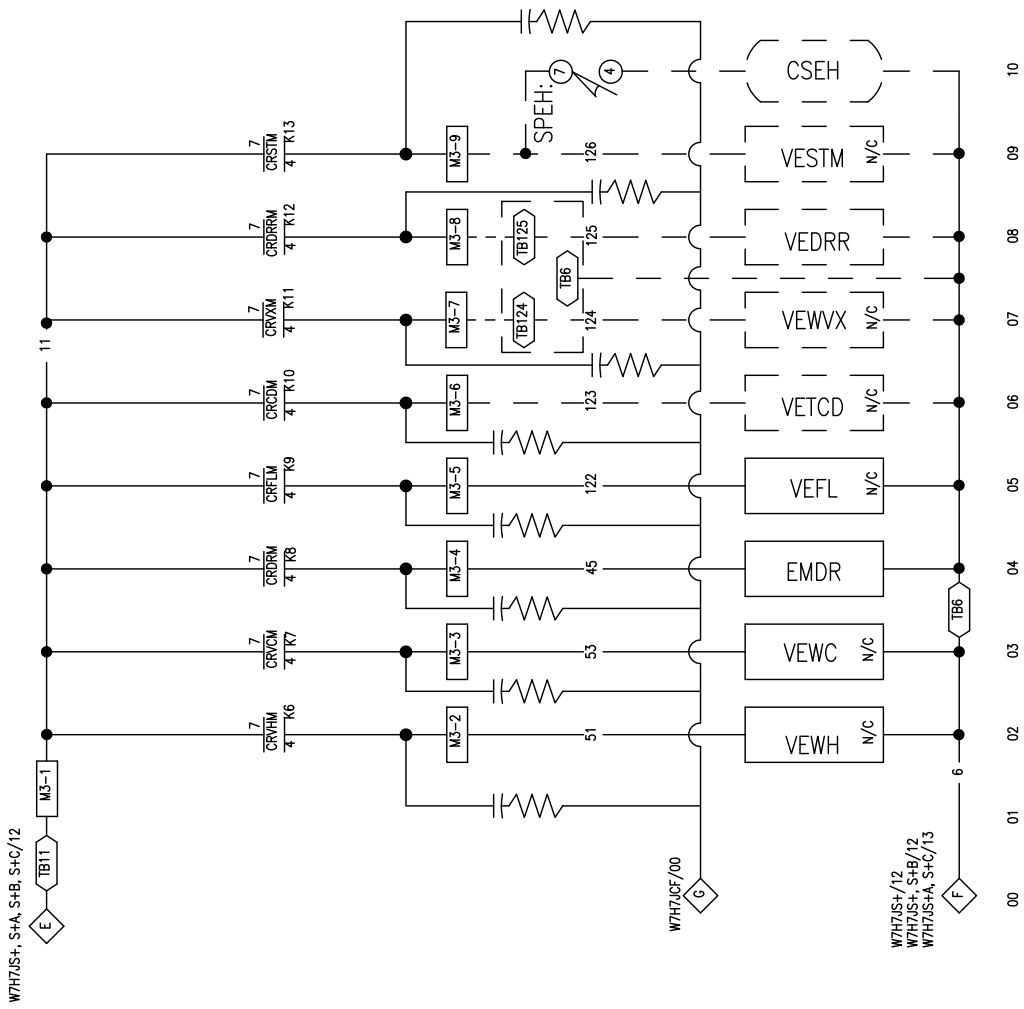 W7H7JS+, S+A, S+B, S+C/12
E
TB11
M3-1
11
7
CRVHM
4
K6
7
CRVCM
4
K7
7
CRDRM
4
K8
7
CRFLM
4
K9
7
CRCDM
4
K10
7
CRVXM
4
K11
7
CRDRRM
4
K12
7
CRSTM
4
K13
M3-2
M3-3
M3-4
M3-5
M3-6
M3-7
M3-8
M3-9
TB124
TB125
TB6
SPEH:
7
4
51
53
45
122
123
124
125
126
W7H7JCF/00
G
VEWH
N/C
VEWC
N/C
EMDR
VEFL
N/C
VETCD
N/C
VEWVX
N/C
VEDRR
VESTM
N/C
CSEH
W7H7JS+/12
W7H7JS+, S+B/12
W7H7JS+A, S+C/13
F
6
TB6
00
01
02
03
04
05
06
07
08
09
10